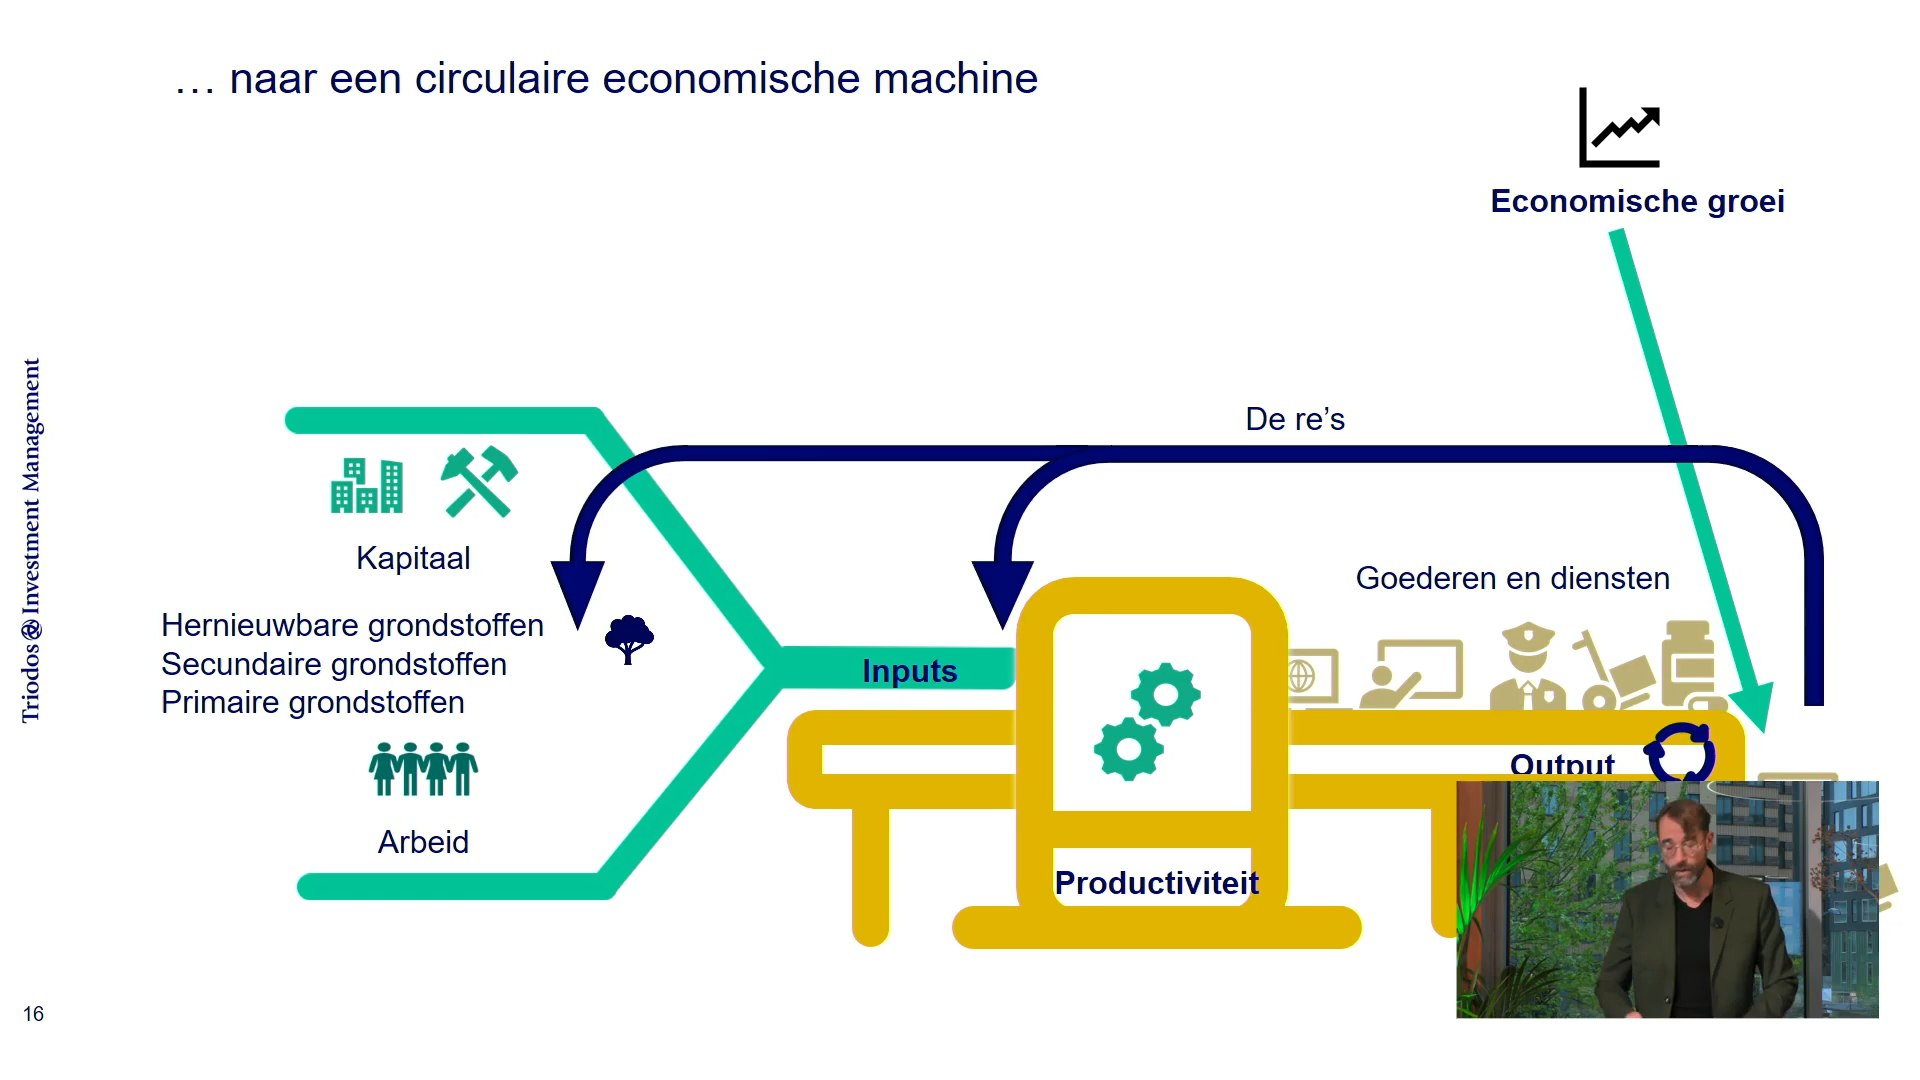 … naar een circulaire economische machine
Economische groei
De re’s
Kapitaal
Goederen en diensten
Hernieuwbare grondstoffen
Secundaire grondstoffen
Primaire grondstoffen
Inputs
Output
Arbeid
Productiviteit
Triodos Investment Management
16